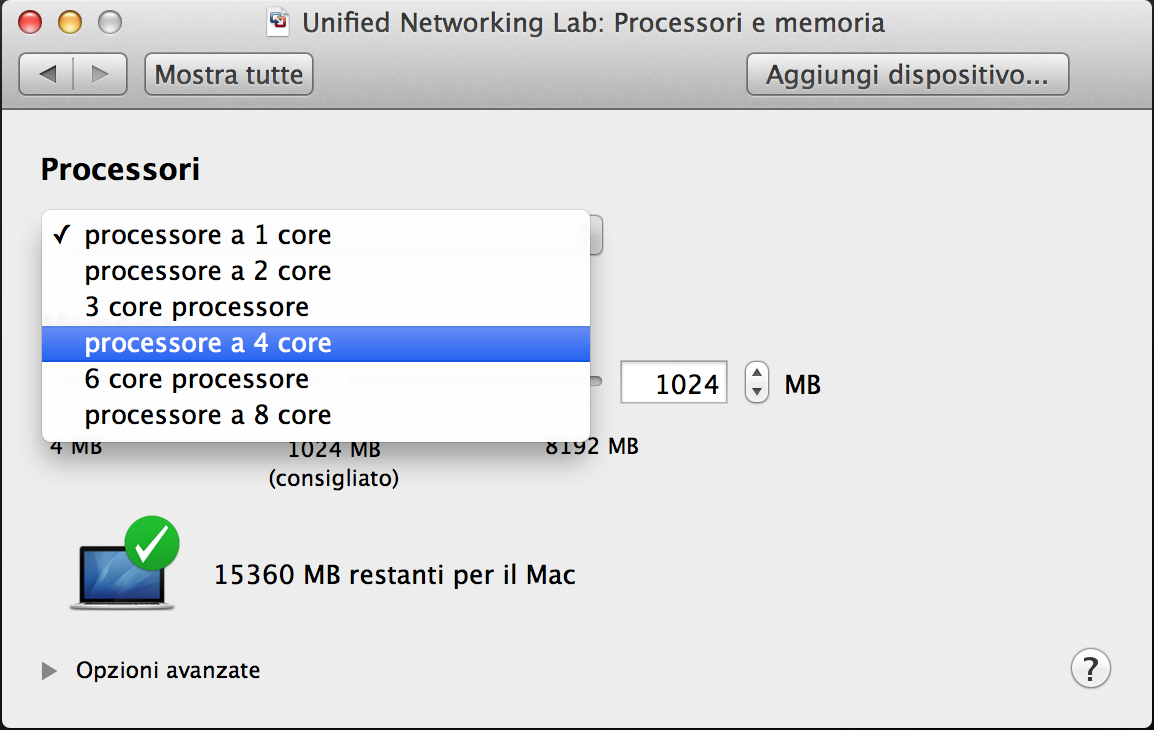 Unified Networking Lab: Processori e memoria
Mostra tutte
Aggiungi dispositivo...
Processori
✓ processore a 1 core
processore a 2 core
3 core processore
processore a 4 core
6 core processore
processore a 8 core
1024 MB
4 MB 1024 MB 8192 MB
(consigliato)
15360 MB restanti per il Mac
Opzioni avanzate
?